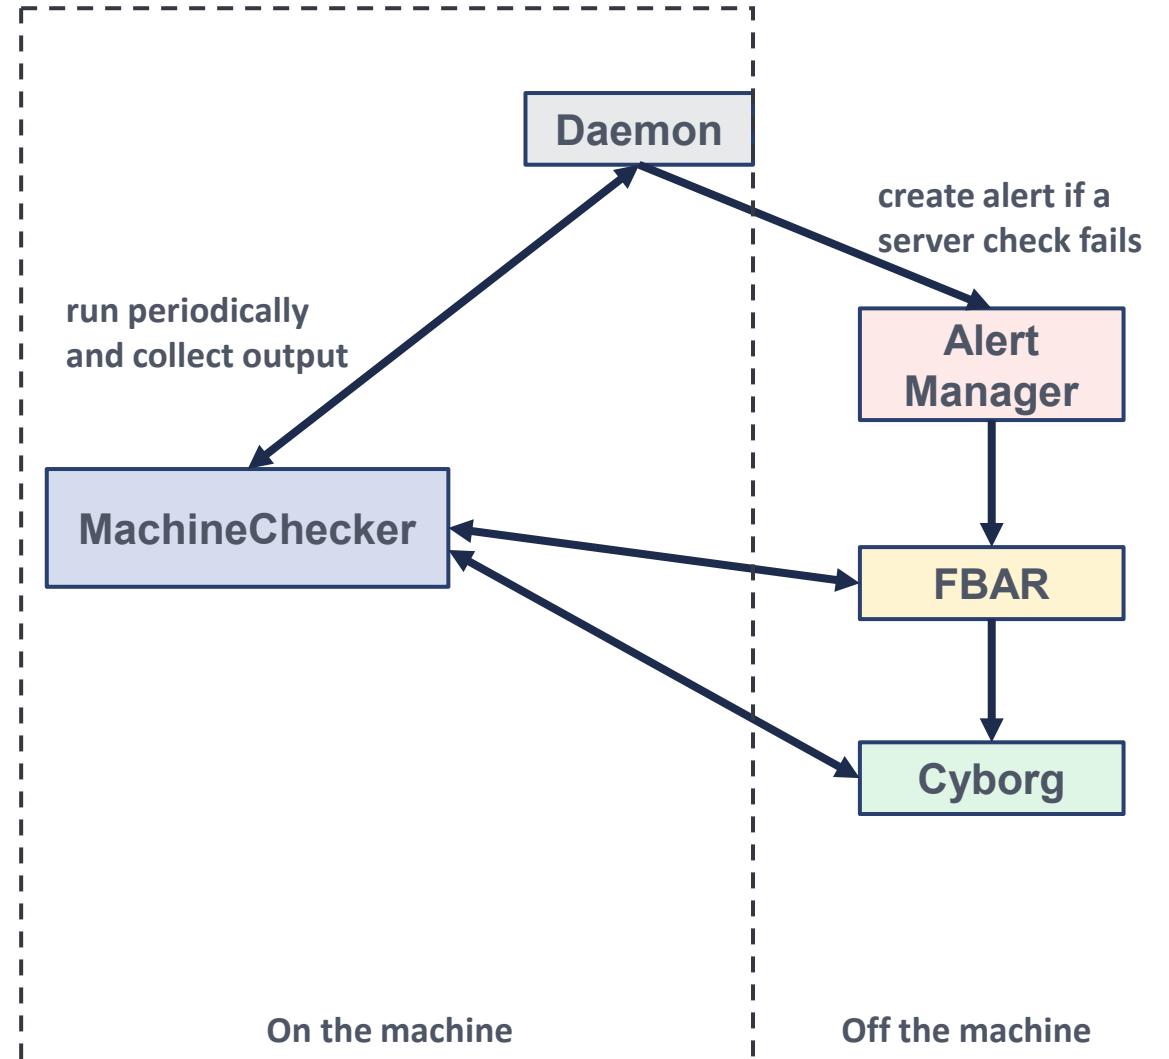 Daemon
create alert if a
server check fails
run periodically
and collect output
Alert
Manager
MachineChecker
FBAR
Cyborg
On the machine
Off the machine